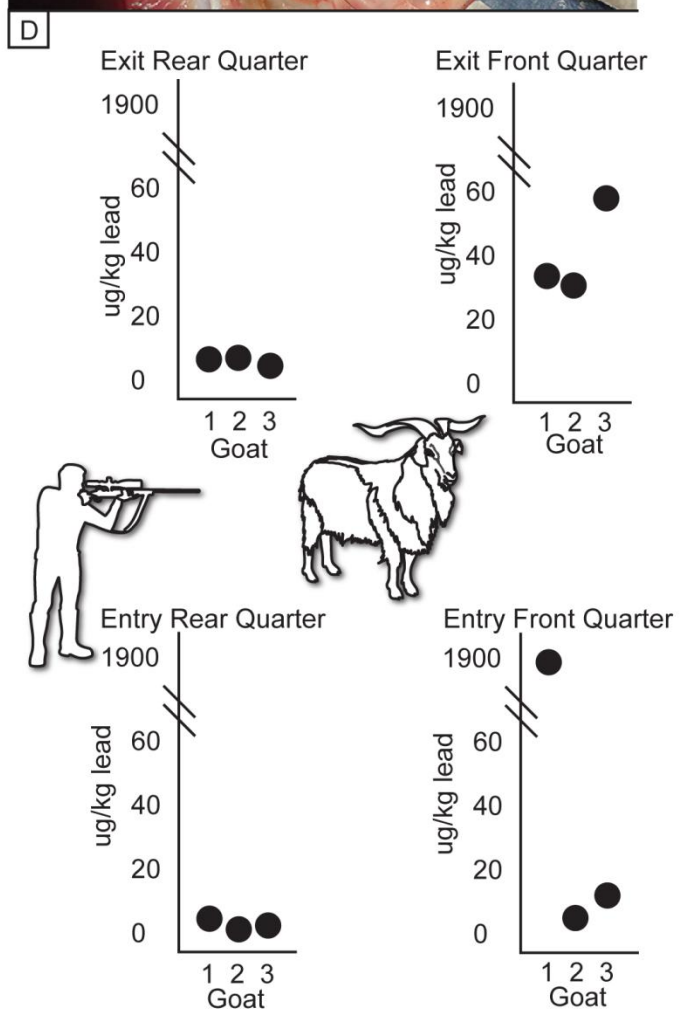 D
Exit Rear Quarter
1900
60
40
20
0
ug/kg lead
1 2 3
Goat
Exit Front Quarter
1900
60
40
20
0
ug/kg lead
1 2 3
Goat
Entry Rear Quarter
1900
60
40
20
0
ug/kg lead
1 2 3
Goat
Entry Front Quarter
1900
60
40
20
0
ug/kg lead
1 2 3
Goat